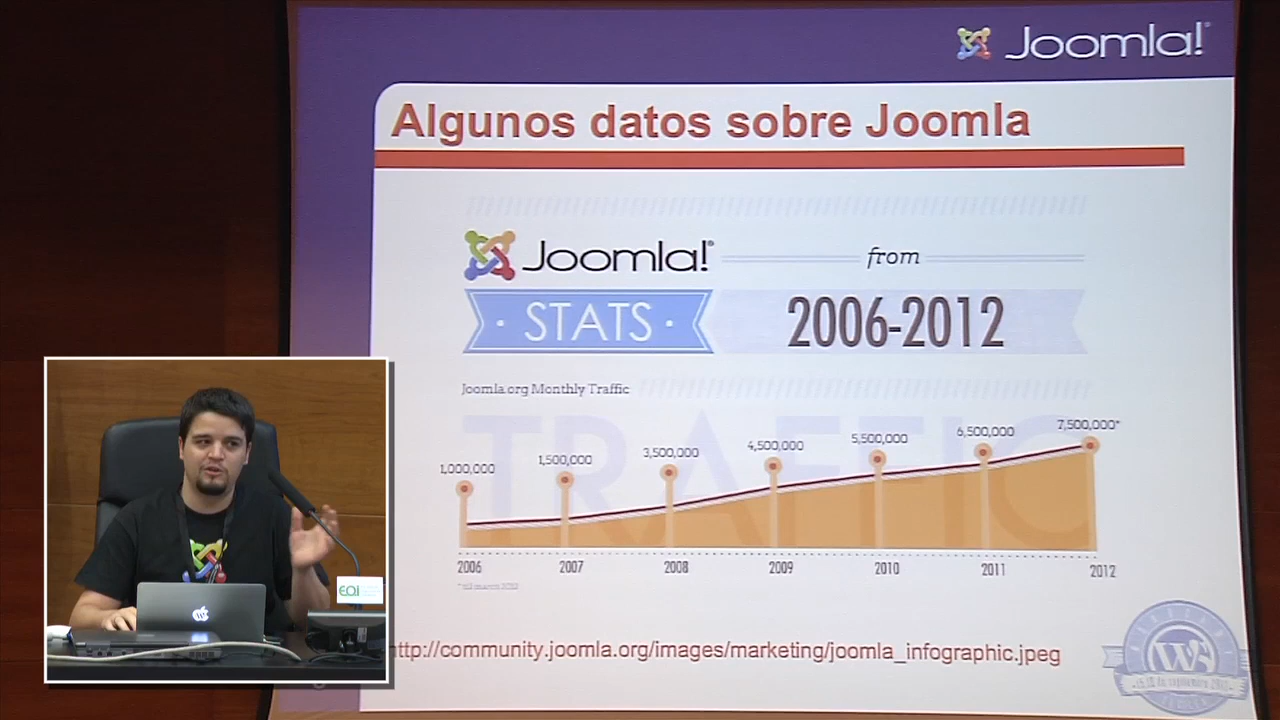 Joomla!
Algunos datos sobre Joomla
Joomla! from
STATS 2006-2012
Joomla.org Monthly Traffic
TRAFFIC
1,000,000 1,500,000 3,500,000 4,500,000 5,500,000 6,500,000 7,500,000*
2006 2007 2008 2009 2010 2011 2012
http://community.joomla.org/images/marketing/joomla_infographic.jpeg
EOI
W